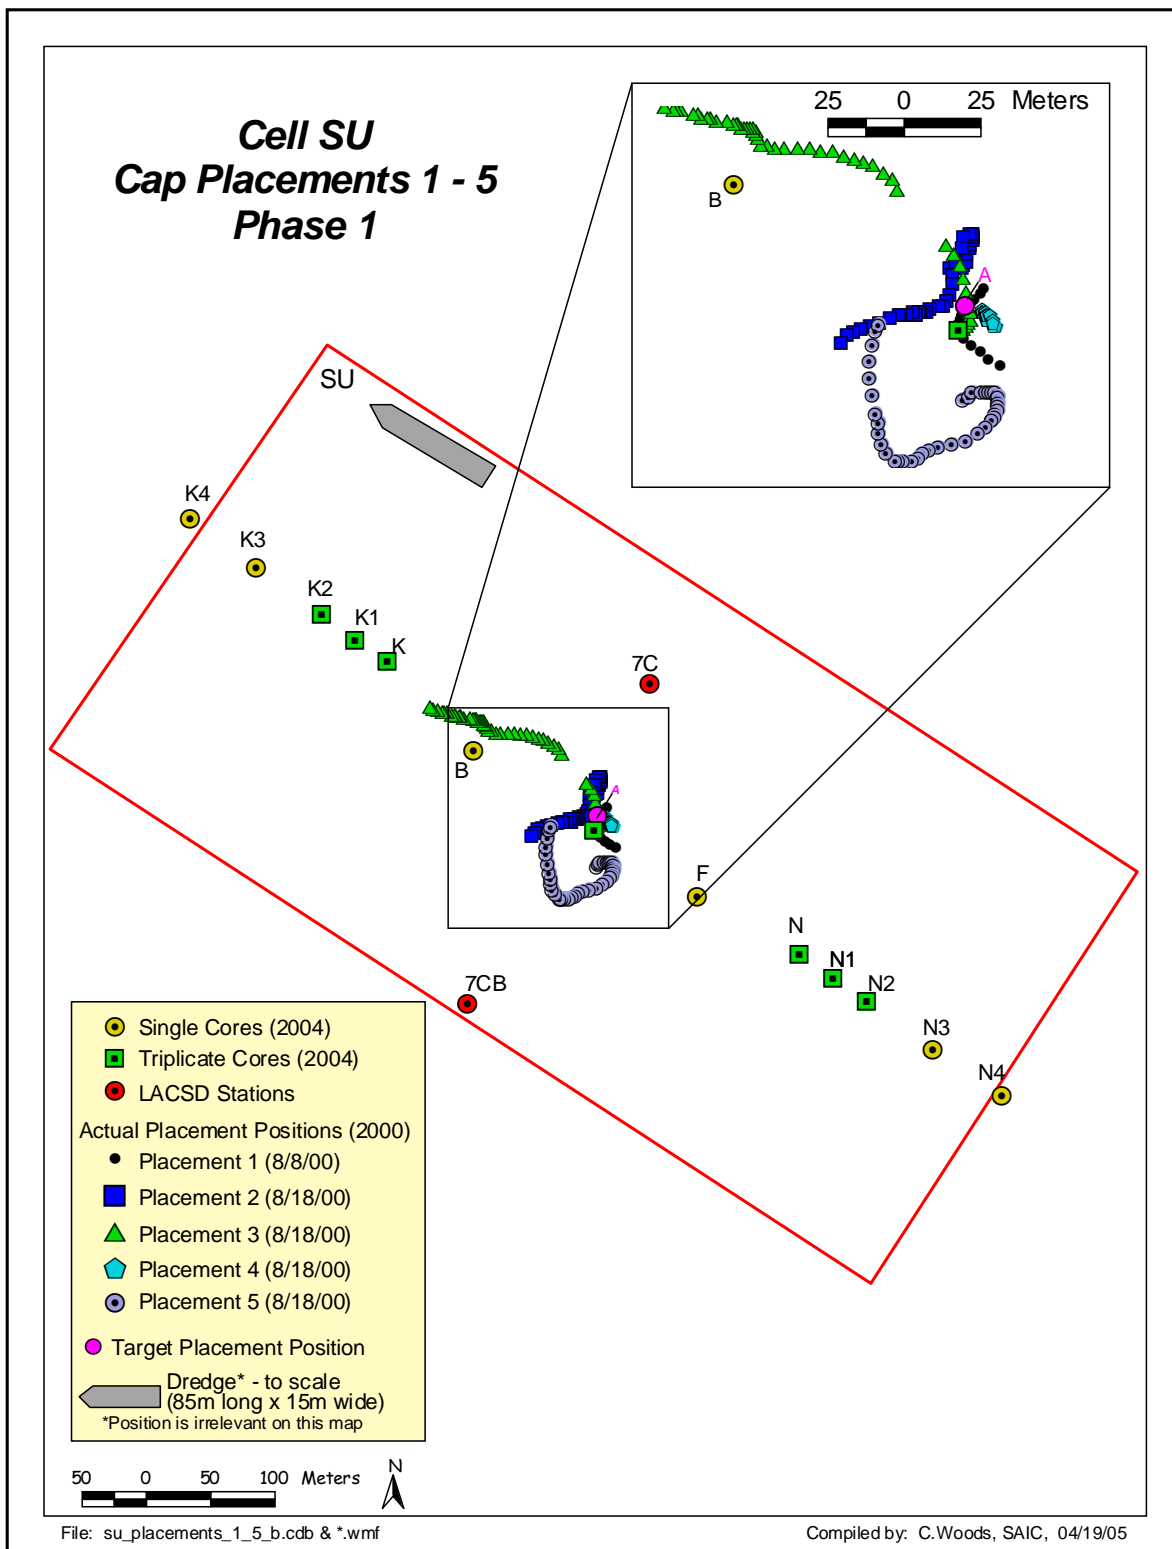 Cell SU
Cap Placements 1 - 5
Phase 1
25 0 25 Meters
B
A
SU
K4
K3
K2
K1
K
7C
B
A
F
N
N1
N2
7CB
N3
N4
Single Cores (2004)
Triplicate Cores (2004)
LACSD Stations
Actual Placement Positions (2000)
Placement 1 (8/8/00)
Placement 2 (8/18/00)
Placement 3 (8/18/00)
Placement 4 (8/18/00)
Placement 5 (8/18/00)
Target Placement Position
Dredge* - to scale
(85m long x 15m wide)
*Position is irrelevant on this map
50 0 50 100 Meters
N
File: su_placements_1_5_b.cdb & *.wmf
Compiled by: C.Woods, SAIC, 04/19/05